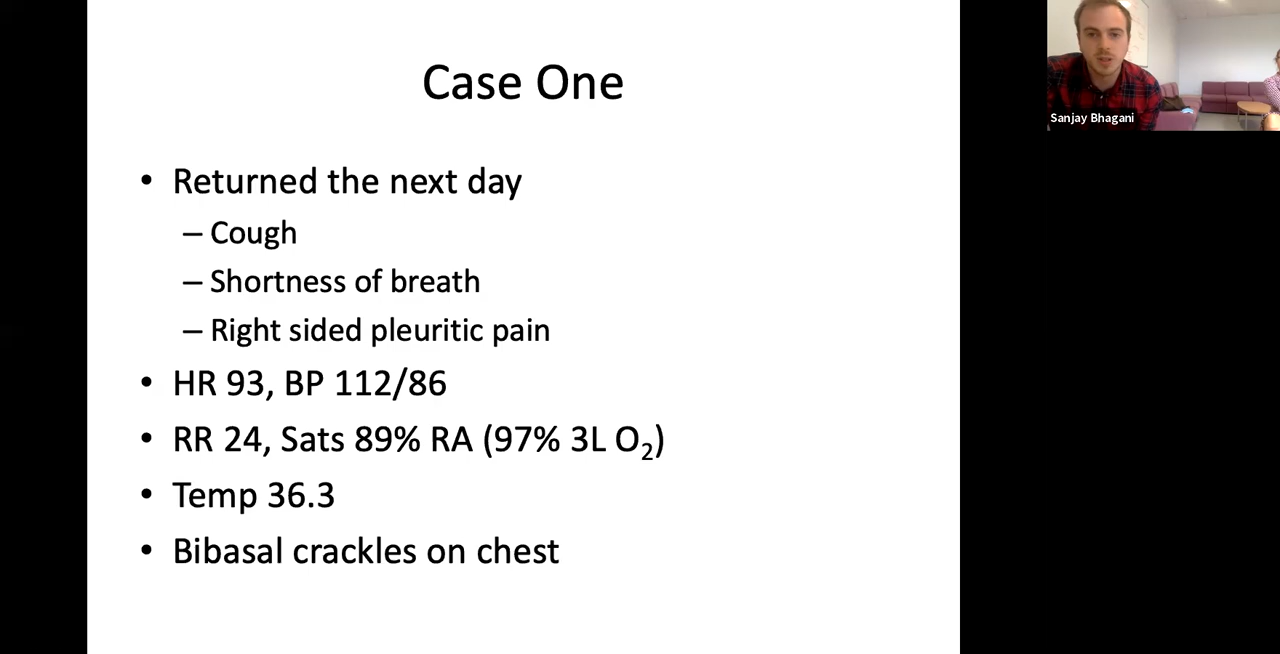 Case One
• Returned the next day
– Cough
– Shortness of breath
– Right sided pleuritic pain
• HR 93, BP 112/86
• RR 24, Sats 89% RA (97% 3L O₂)
• Temp 36.3
• Bibasal crackles on chest
Sanjay Bhagani